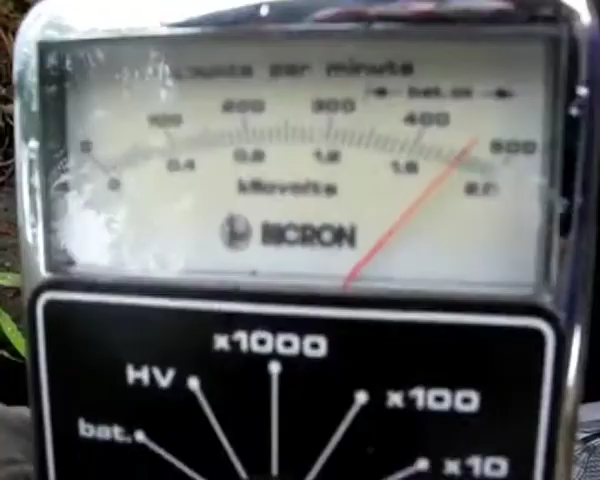 counts per minute
bat.ok
0 100 200 300 400 500
0 0.4 0.8 1.2 1.6 2.0
kilovolts
BICRON
x1000
HV
x100
bat.
x10